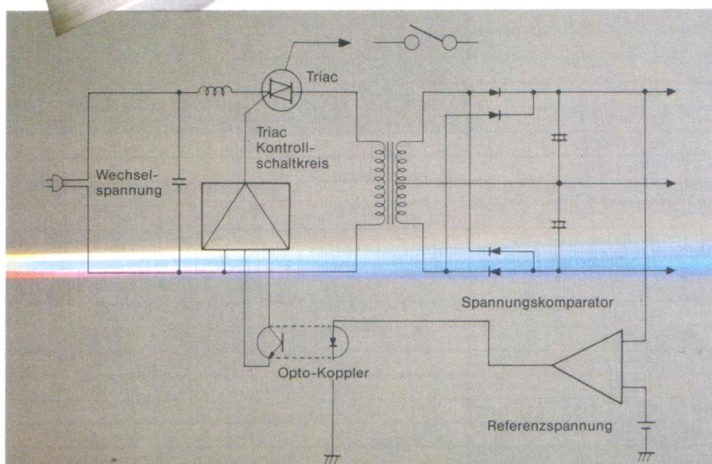 Triac
Triac
Kontroll-
schaltkreis
Wechsel-
spannung
Spannungskomparator
Opto-Koppler
Referenzspannung